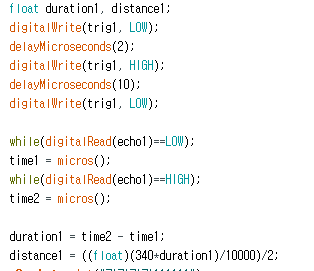 float duration1, distance1;
digitalWrite(trig1, LOW);
delayMicroseconds(2);
digitalWrite(trig1, HIGH);
delayMicroseconds(10);
digitalWrite(trig1, LOW);
while(digitalRead(echo1)==LOW);
time1 = micros();
while(digitalRead(echo1)==HIGH);
time2 = micros();
duration1 = time2 - time1;
distance1 = ((float)(340*duration1)/10000)/2;